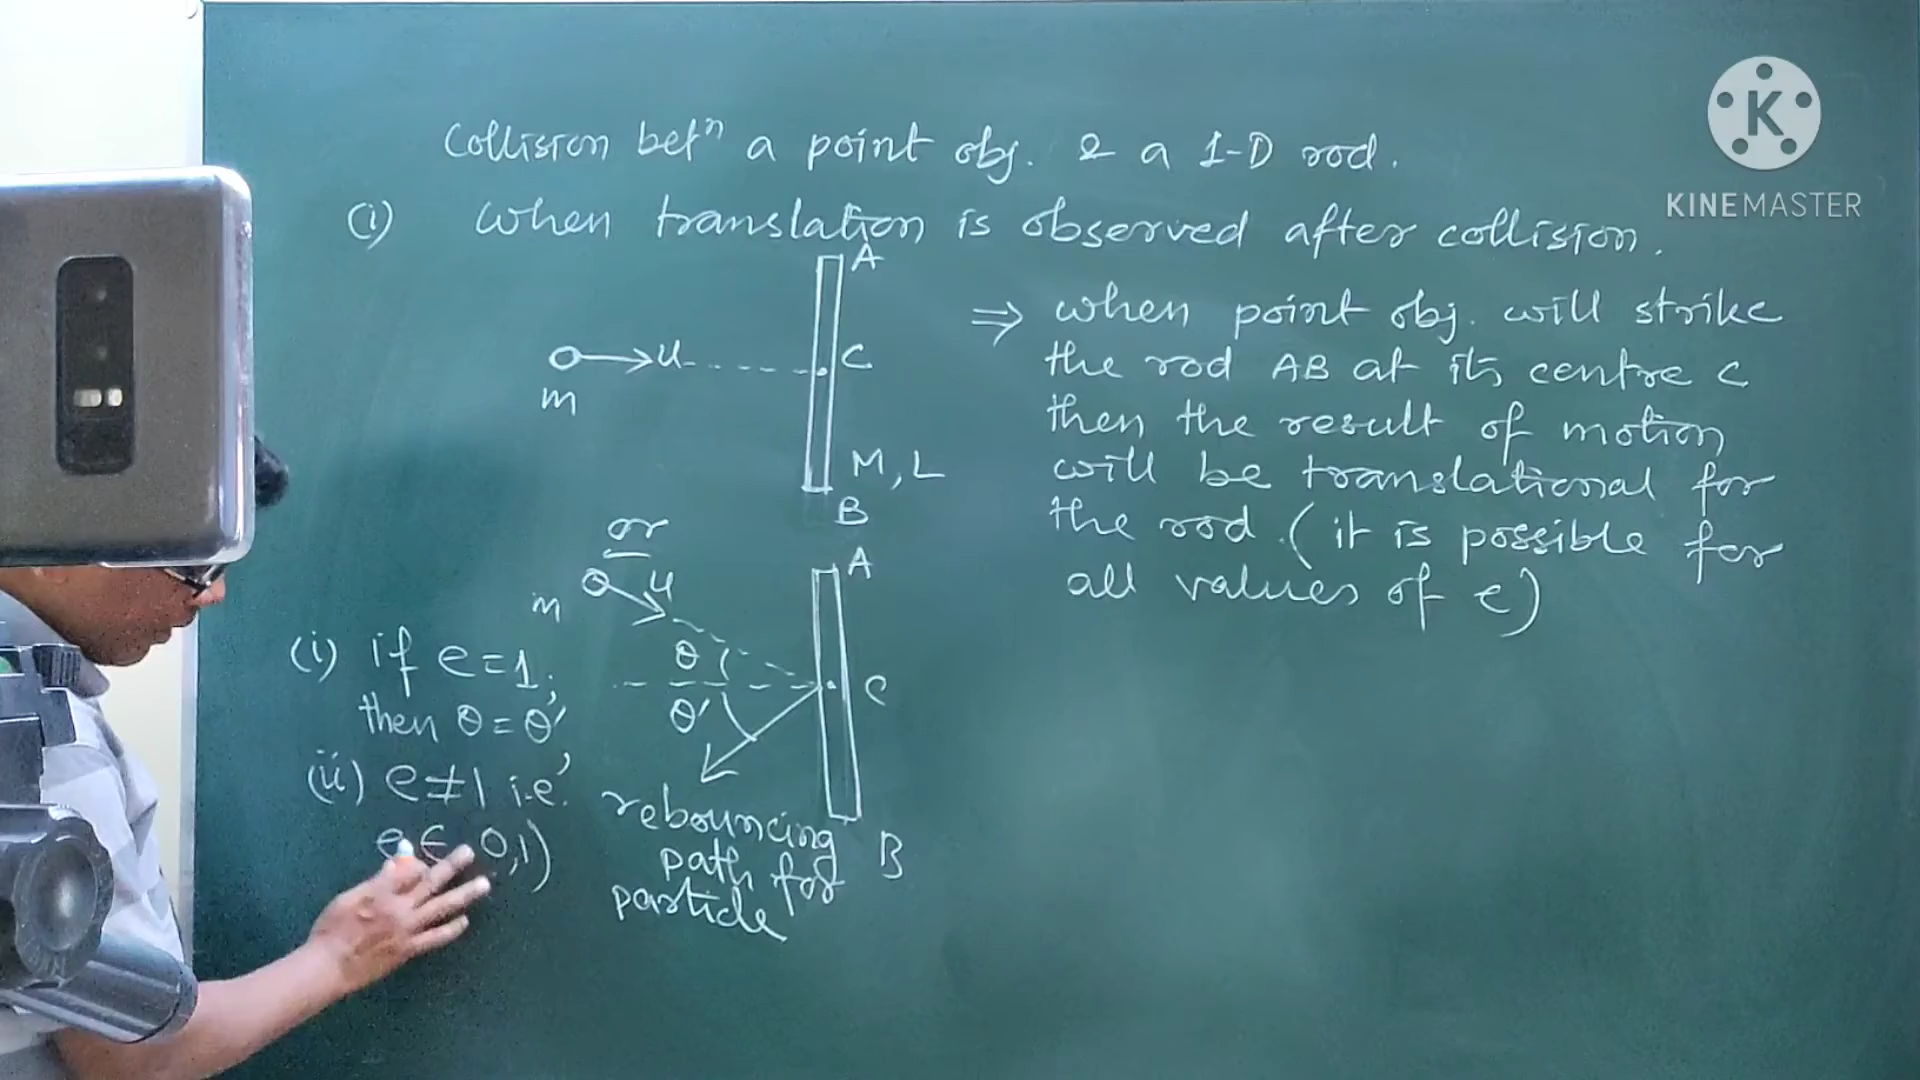 Collision betⁿ a point obj. & a 1-D rod.
(i) when translation is observed after collision.
A
m
u
C
M, L
B
⇒ when point obj. will strike
the rod AB at its centre C
then the result of motion
will be translational for
the rod. (it is possible for
all values of e)
or
m
u
A
θ
θ'
C
B
rebouncing
path for
particle
(i) if e=1,
then θ = θ'
(ii) e≠1 i.e.
e ∈ 0,1)
K
KINEMASTER